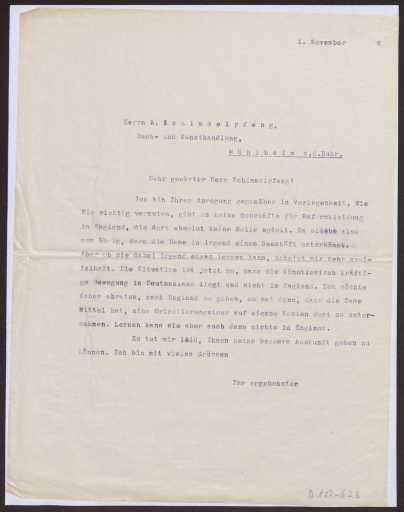 1. November 6
Herrn A. Schimmelpfeng,
Buch- und Kunsthandlung,
Mühlheim a.d.Ruhr.
Sehr geehrter Herr Schimmelpfeng!
Ich bin Ihrer Anregung gegenüber in Verlegenheit. Wie
Sie richtig vermuten, gibt es keine Geschäfte für Reformkleidung
in England, die dort absolut keine Rolle spielt. Es bliebe also
nur übrig, dass die Dame in irgend einem Geschäft unterkäme.
Aber ob sie dabei irgend etwas lernen kann, scheint mir sehr zwei-
felhaft. Die Situation ist jetzt so, dass die künstlerisch kräfti-
ge Bewegung in Deutschland liegt und nicht in England. Ich möchte
daher abraten, nach England zu gehen, es sei denn, dass die Dame
Mittel hat, eine Orientierungstour auf eigene Kosten dort zu unter-
nehmen. Lernen kann sie aber auch dann nichts in England.
Es tut mir leid, Ihnen keine bessere Auskunft geben zu
können. Ich bin mit vielen Grüssen
Ihr ergebenster
D 102-623